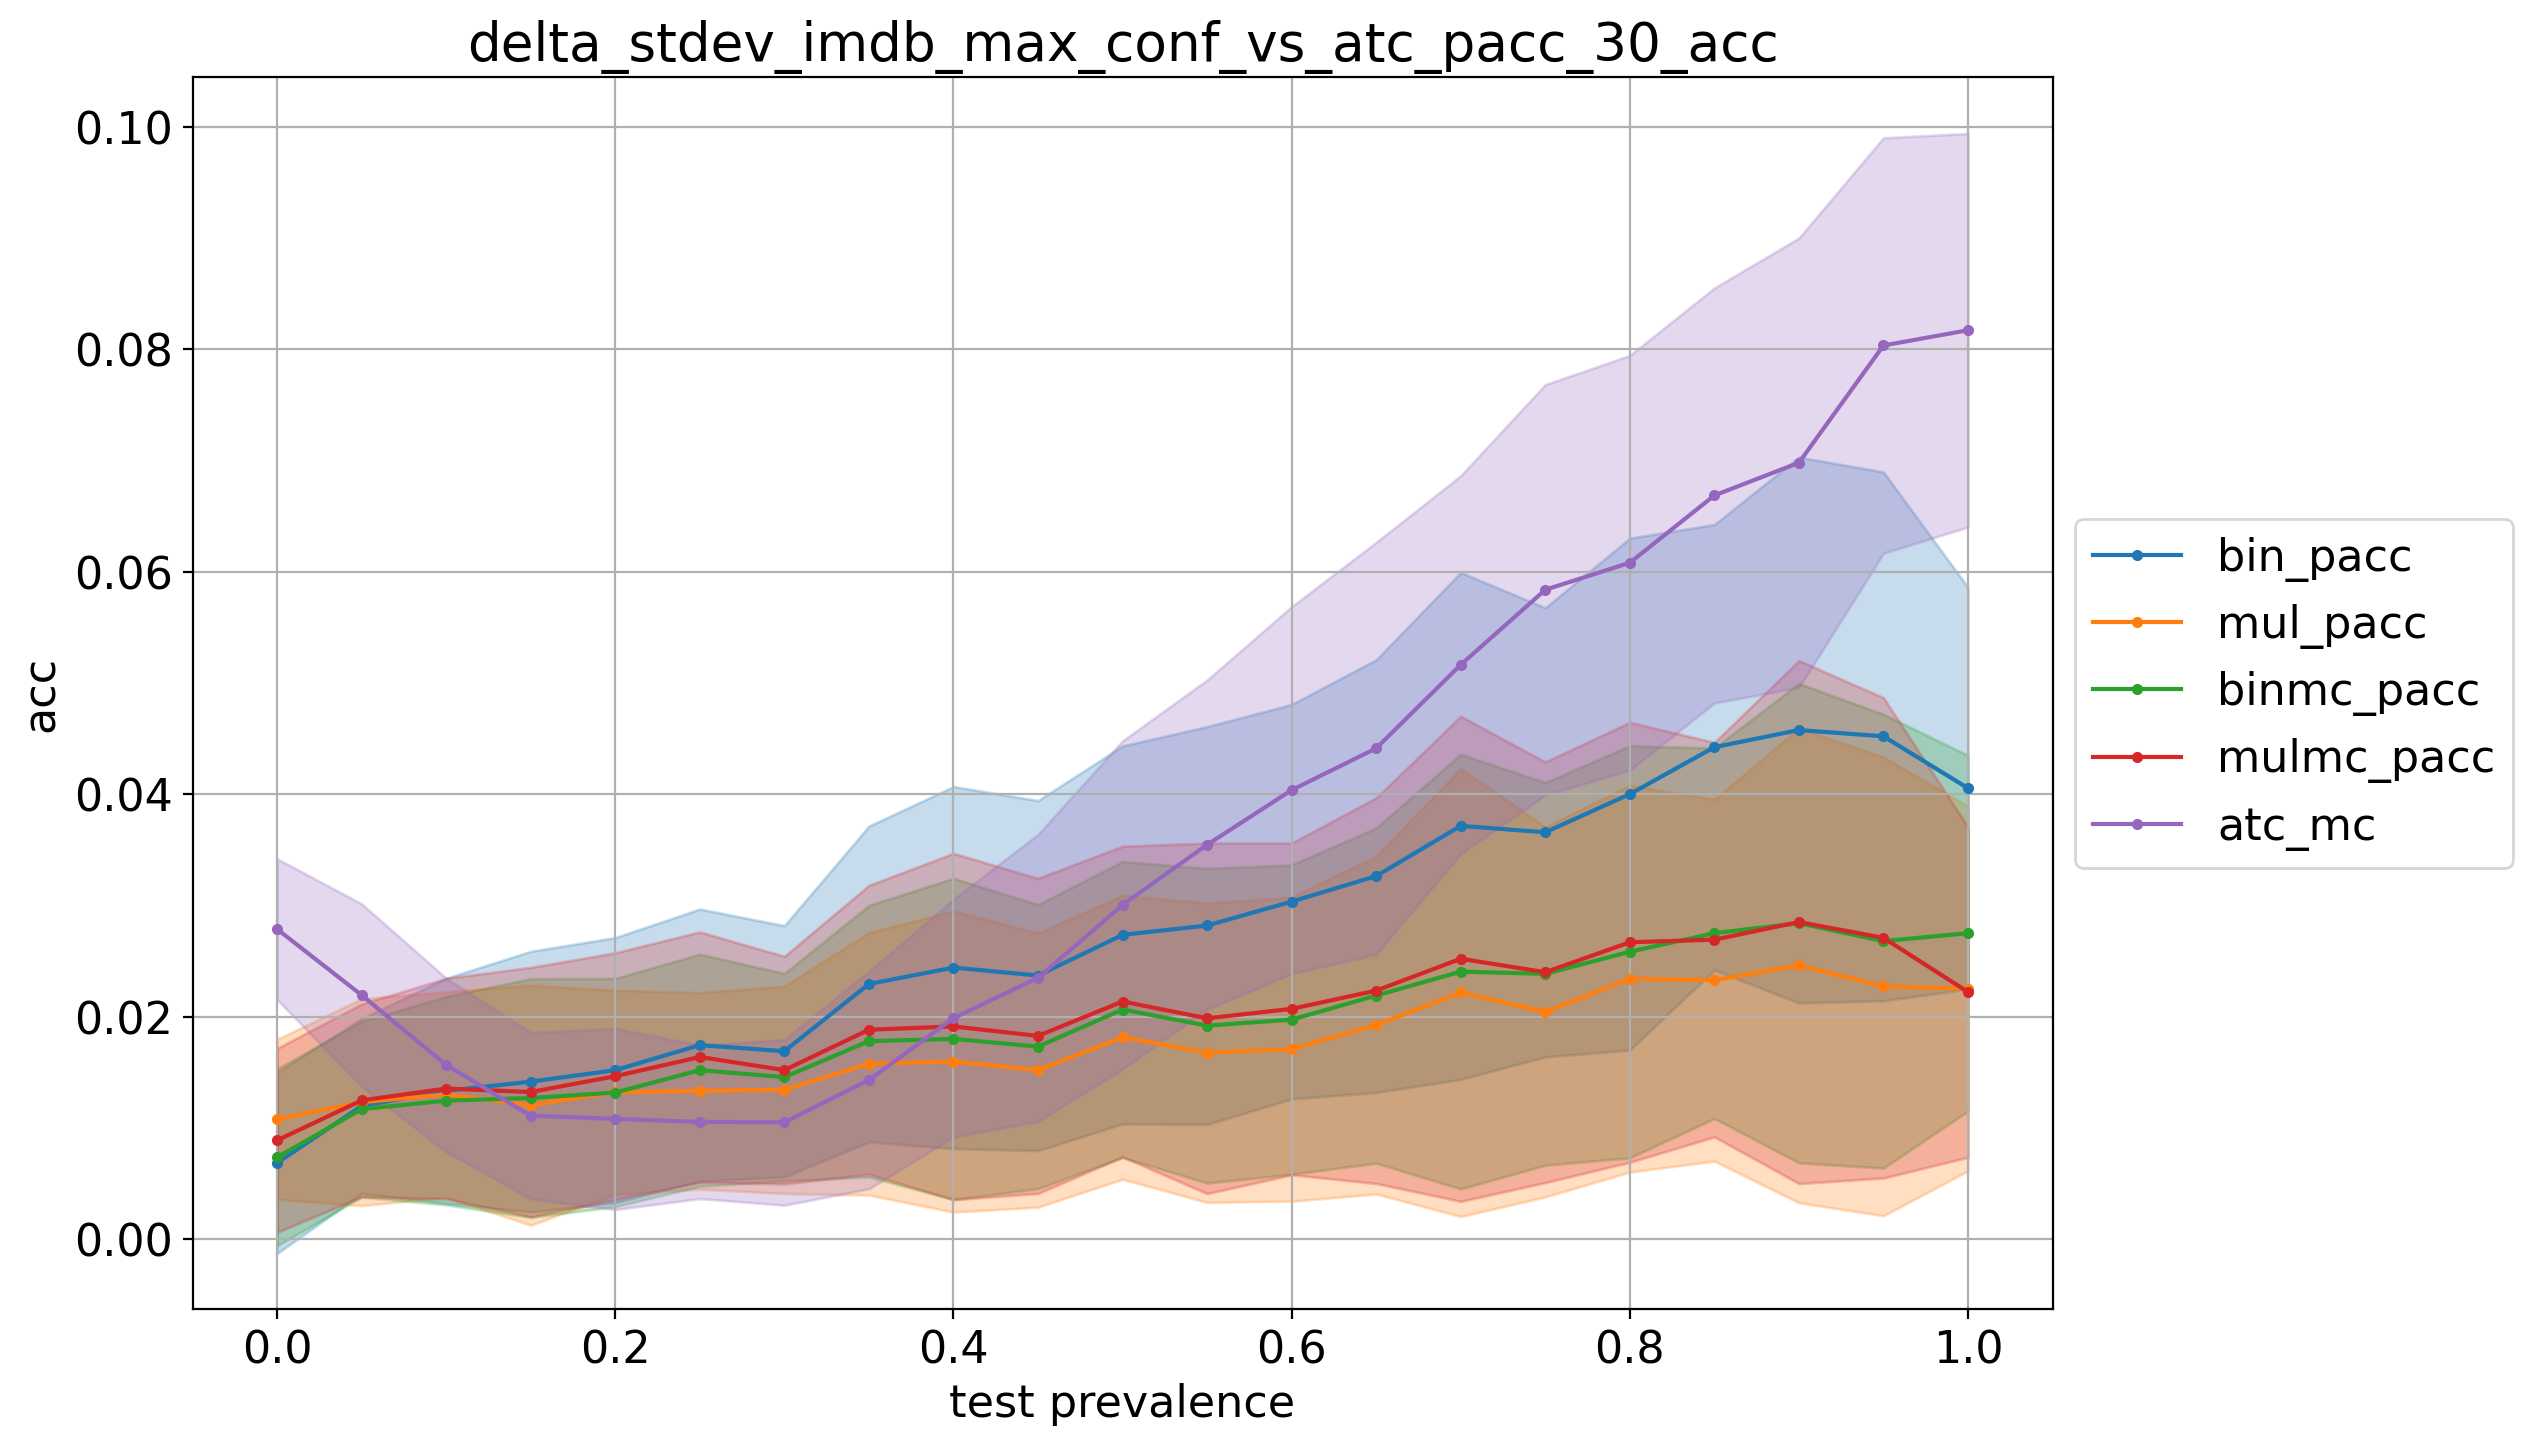 delta_stdev_imdb_max_conf_vs_atc_pacc_30_acc
0.10
0.08
0.06
0.04
0.02
0.00
acc
0.0 0.2 0.4 0.6 0.8 1.0
test prevalence
bin_pacc
mul_pacc
binmc_pacc
mulmc_pacc
atc_mc